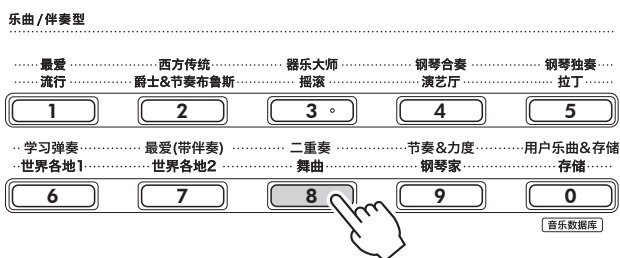 乐曲/伴奏型
最爱 西方传统 器乐大师 钢琴合奏 钢琴独奏
流行 爵士&节奏布鲁斯 摇滚 演艺厅 拉丁
1 2 3 4 5
学习弹奏 最爱(带伴奏) 二重奏 节奏&力度 用户乐曲&存储
世界各地1 世界各地2 舞曲 钢琴家 存储
6 7 8 9 0
音乐数据库